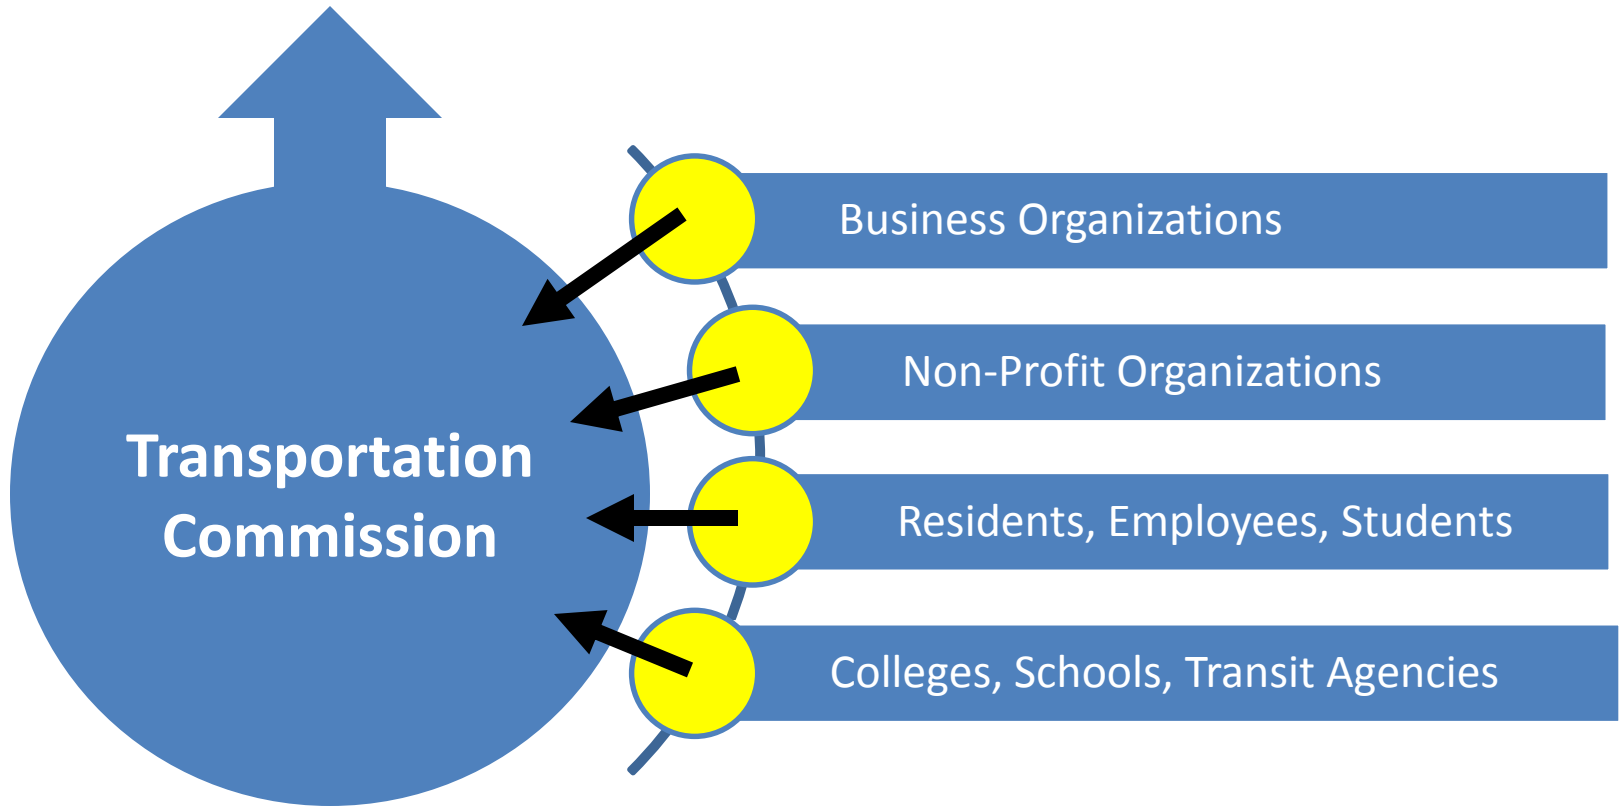 Transportation
Commission
Business Organizations
Non-Profit Organizations
Residents, Employees, Students
Colleges, Schools, Transit Agencies